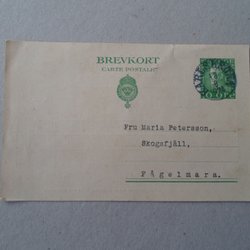 BREVKORT
CARTE POSTALE
Fru Maria Petersson,
Skogsfjäll,
Fågelmara.